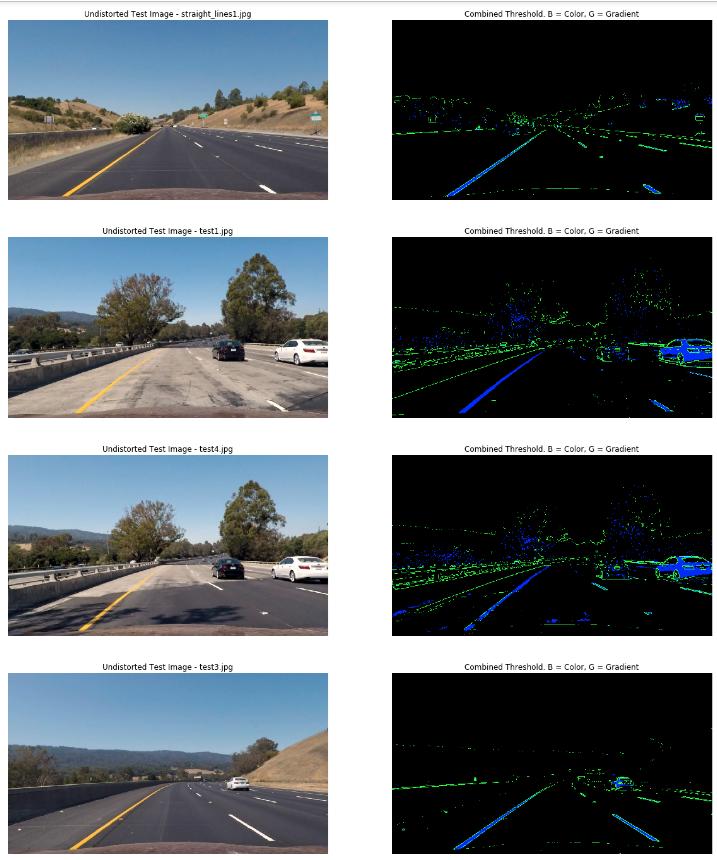 Undistorted Test Image - straight_lines1.jpg
Combined Threshold. B = Color, G = Gradient
Undistorted Test Image - test1.jpg
Combined Threshold. B = Color, G = Gradient
Undistorted Test Image - test4.jpg
Combined Threshold. B = Color, G = Gradient
Undistorted Test Image - test3.jpg
Combined Threshold. B = Color, G = Gradient